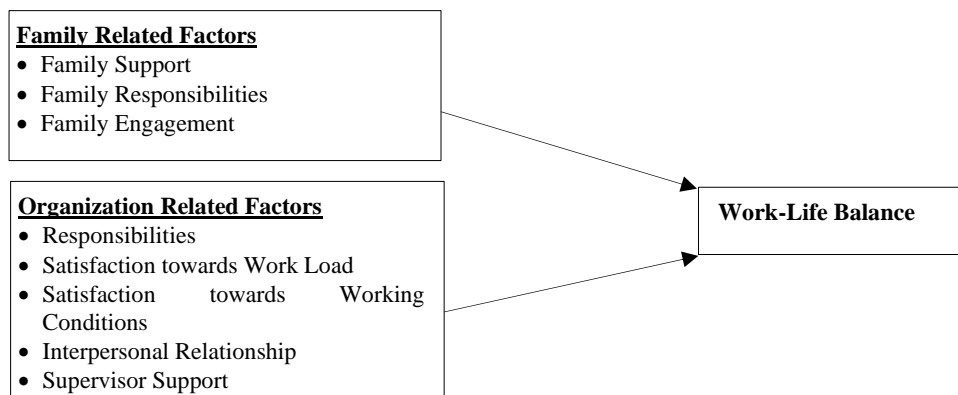 Family Related Factors
• Family Support
• Family Responsibilities
• Family Engagement
Organization Related Factors
• Responsibilities
• Satisfaction towards Work Load
• Satisfaction towards Working
Conditions
• Interpersonal Relationship
• Supervisor Support
Work-Life Balance